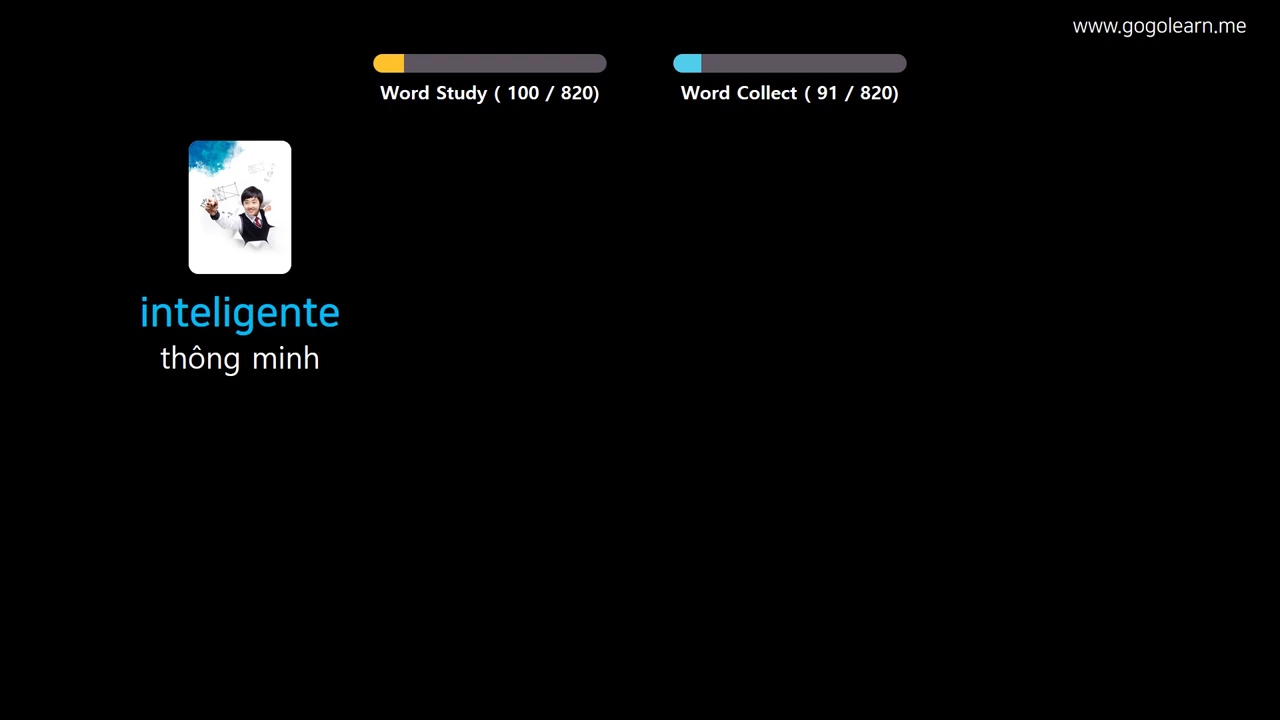 www.gogolearn.me
Word Study ( 100 / 820)
Word Collect ( 91 / 820)
inteligente
thông minh